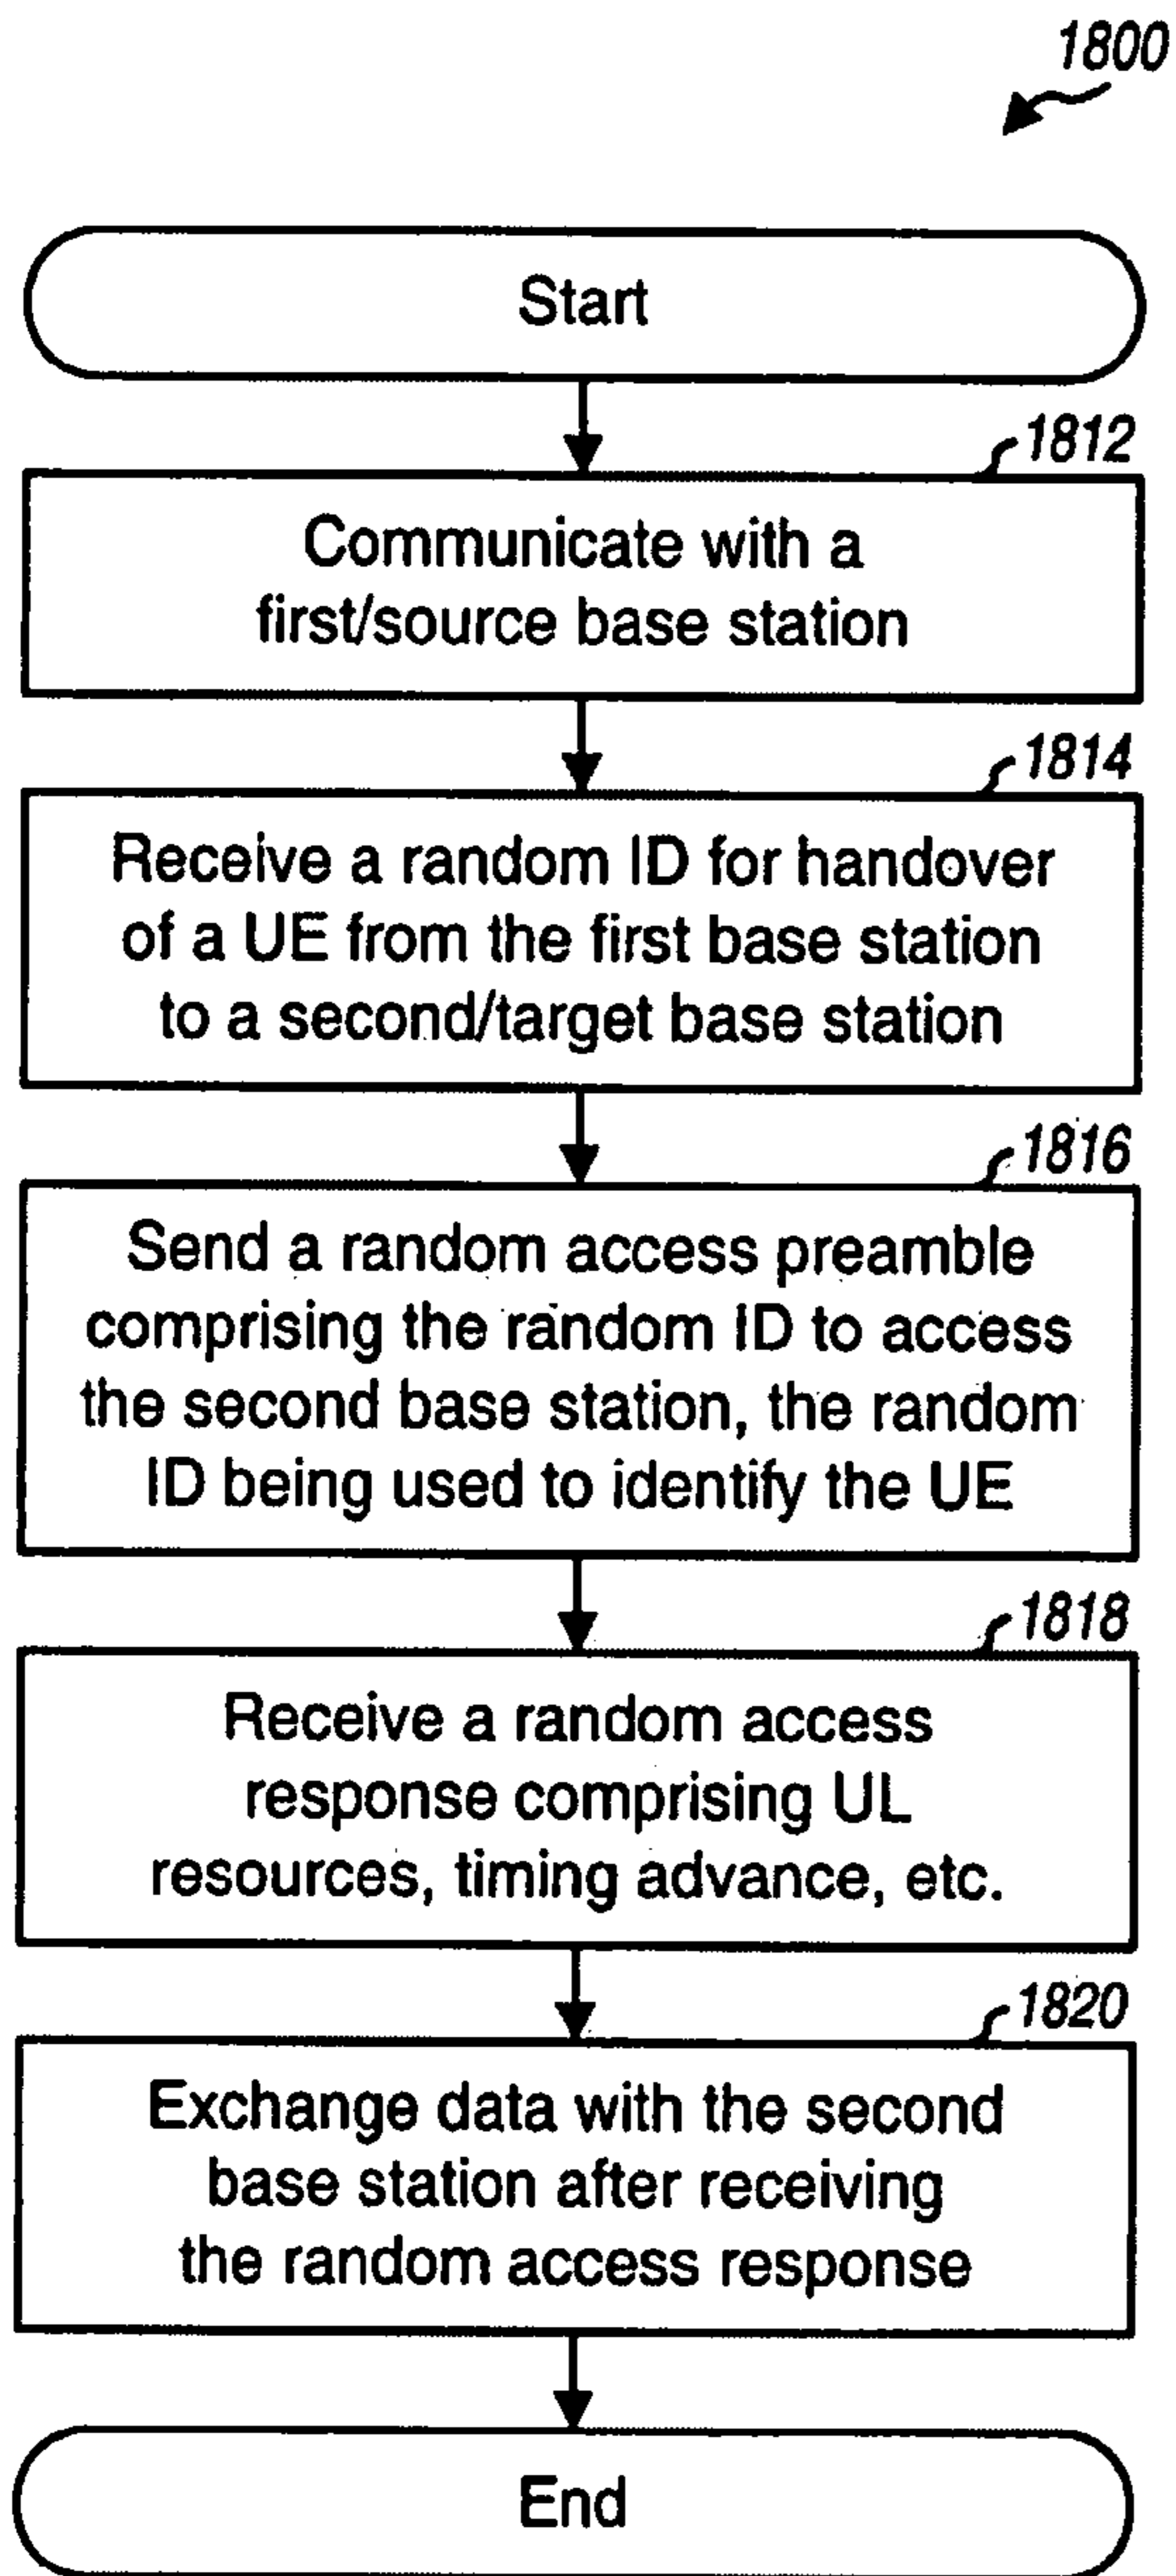 1800
Start
1812
Communicate with a
first/source base station
1814
Receive a random ID for handover
of a UE from the first base station
to a second/target base station
1816
Send a random access preamble
comprising the random ID to access
the second base station, the random
ID being used to identify the UE
1818
Receive a random access
response comprising UL
resources, timing advance, etc.
1820
Exchange data with the second
base station after receiving
the random access response
End